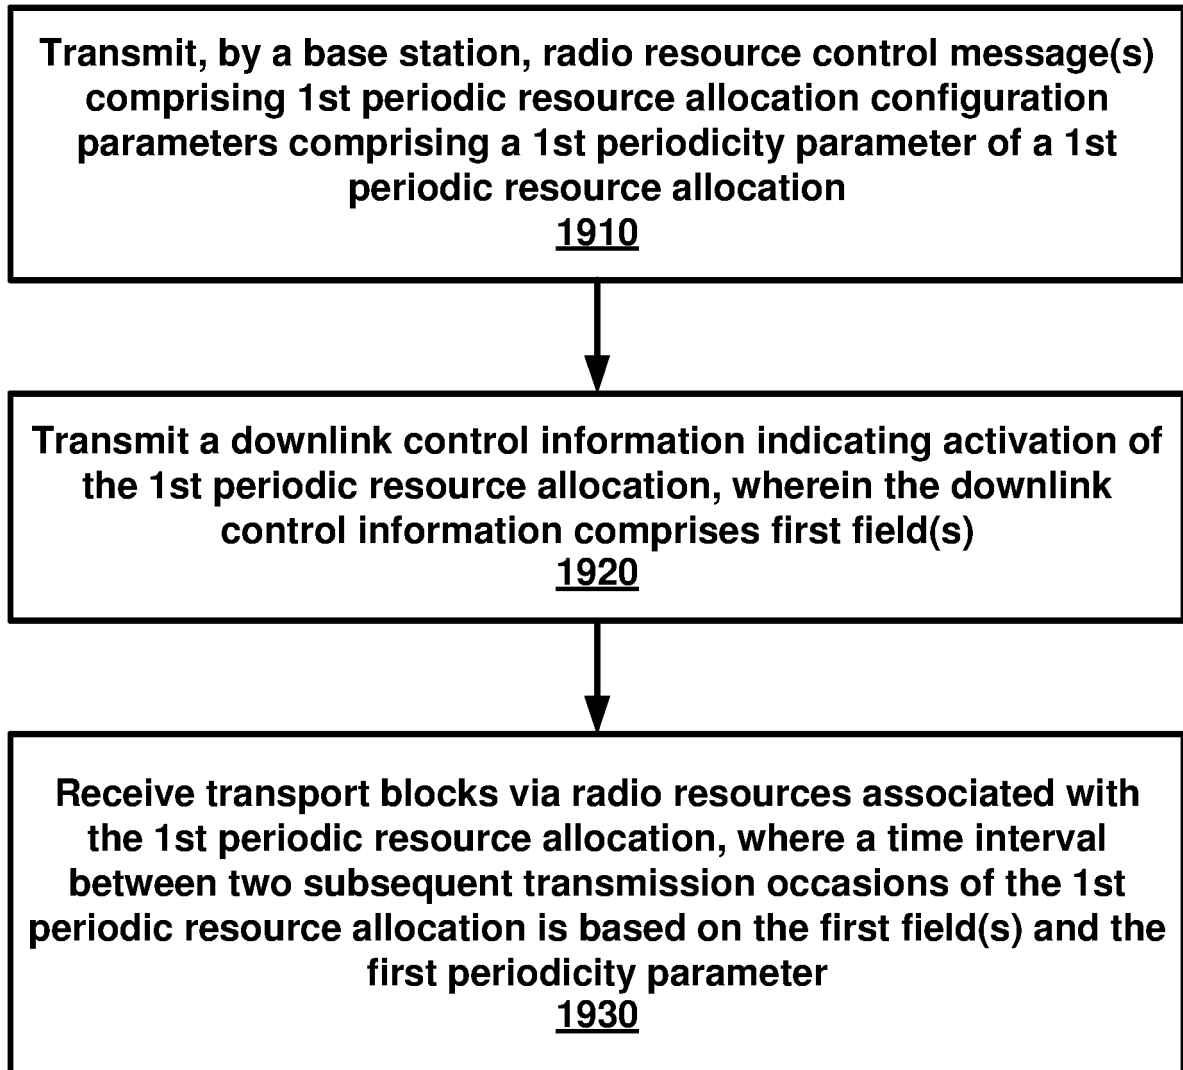 Transmit, by a base station, radio resource control message(s)
comprising 1st periodic resource allocation configuration
parameters comprising a 1st periodicity parameter of a 1st
periodic resource allocation
1910
Transmit a downlink control information indicating activation of
the 1st periodic resource allocation, wherein the downlink
control information comprises first field(s)
1920
Receive transport blocks via radio resources associated with
the 1st periodic resource allocation, where a time interval
between two subsequent transmission occasions of the 1st
periodic resource allocation is based on the first field(s) and the
first periodicity parameter
1930